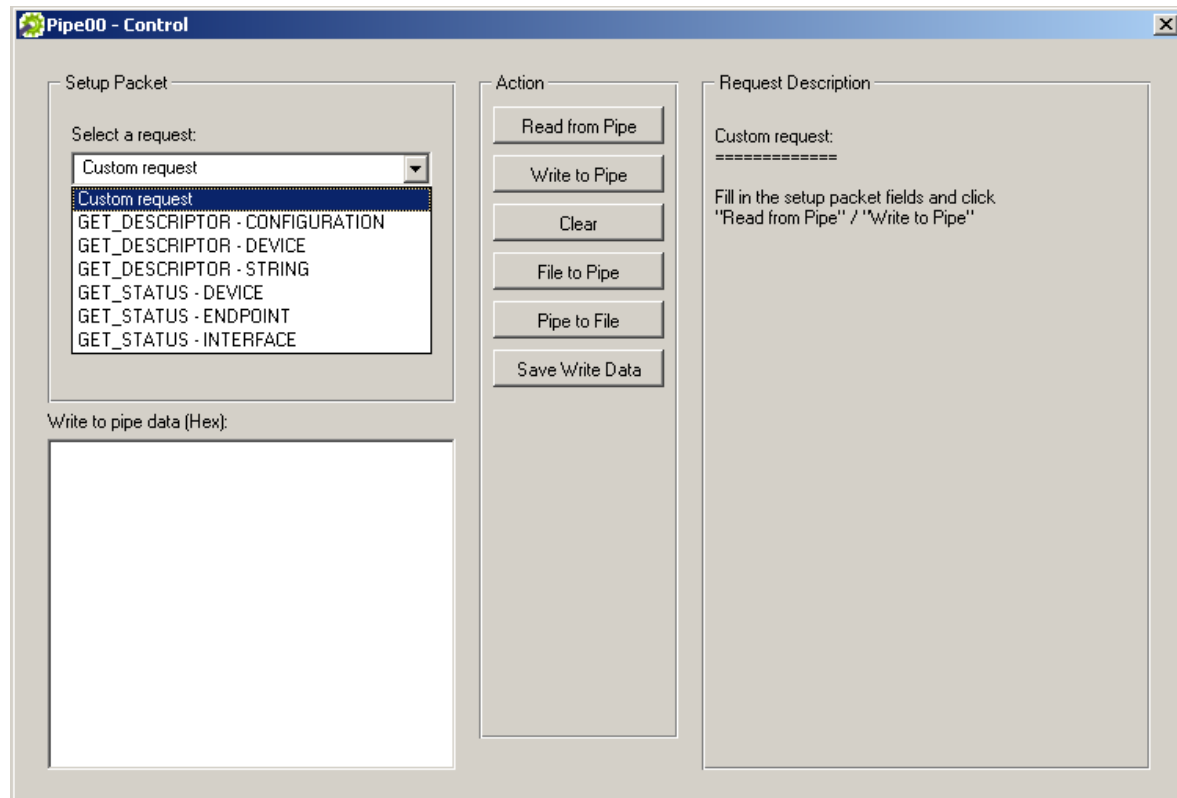 Pipe00 - Control
Setup Packet
Select a request:
Custom request
Custom request
GET_DESCRIPTOR - CONFIGURATION
GET_DESCRIPTOR - DEVICE
GET_DESCRIPTOR - STRING
GET_STATUS - DEVICE
GET_STATUS - ENDPOINT
GET_STATUS - INTERFACE
Write to pipe data (Hex):
Action
Read from Pipe
Write to Pipe
Clear
File to Pipe
Pipe to File
Save Write Data
Request Description
Custom request:
=============
Fill in the setup packet fields and click
"Read from Pipe" / "Write to Pipe"